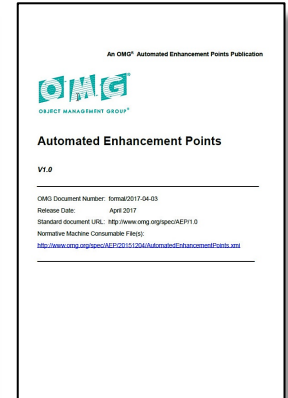 An OMG® Automated Enhancement Points Publication
OMG®
OBJECT MANAGEMENT GROUP®
Automated Enhancement Points
V1.0
OMG Document Number: formal/2017-04-03
Release Date: April 2017
Standard document URL: http://www.omg.org/spec/AEP/1.0
Normative Machine Consumable File(s):
http://www.omg.org/spec/AEP/20151204/AutomatedEnhancementPoints.xmi